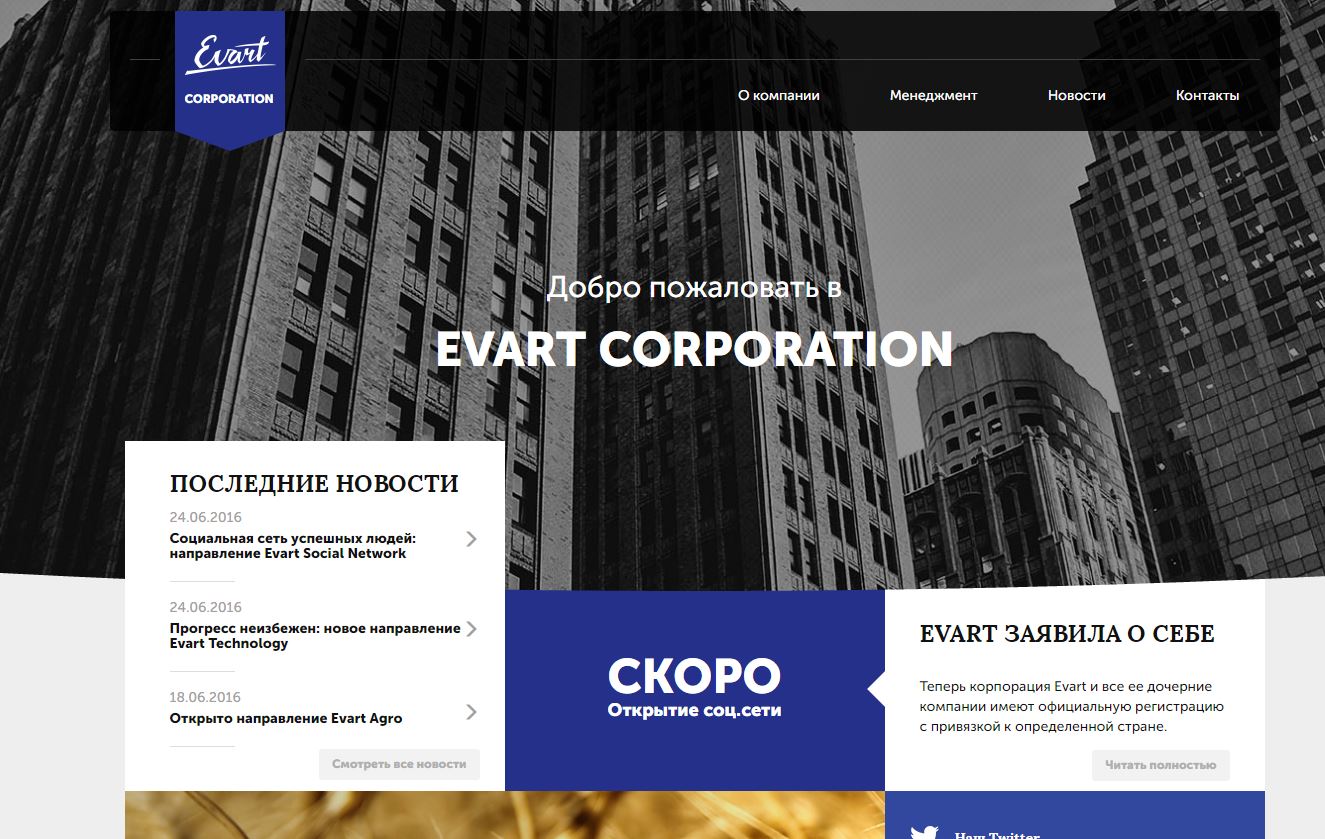 Evart
CORPORATION
О компании
Менеджмент
Новости
Контакты
Добро пожаловать в
EVART CORPORATION
ПОСЛЕДНИЕ НОВОСТИ
24.06.2016
Социальная сеть успешных людей:
направление Evart Social Network
24.06.2016
Прогресс неизбежен: новое направление
Evart Technology
18.06.2016
Открыто направление Evart Agro
Смотреть все новости
СКОРО
Открытие соц.сети
EVART ЗАЯВИЛА О СЕБЕ
Теперь корпорация Evart и все ее дочерние
компании имеют официальную регистрацию
с привязкой к определенной стране.
Читать полностью
Наш Twitter